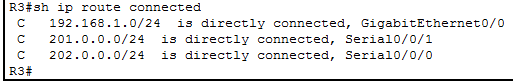 R3#sh ip route connected
C   192.168.1.0/24  is directly connected, GigabitEthernet0/0
C   201.0.0.0/24  is directly connected, Serial0/0/1
C   202.0.0.0/24  is directly connected, Serial0/0/0
R3#